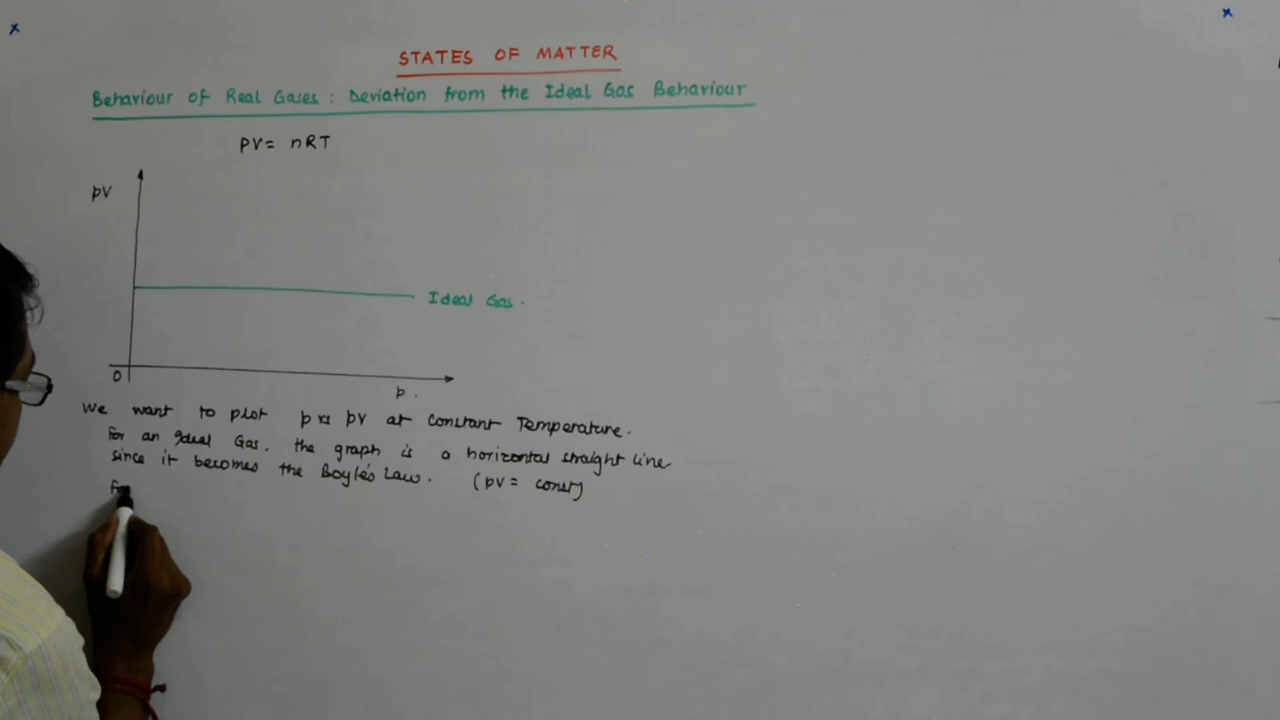 x
x
STATES OF MATTER
Behaviour of Real Gases : Deviation from the Ideal Gas Behaviour
PV = nRT
pV
Ideal Gas.
0
p.
We want to plot p vs pV at Constant Temperature.
For an Ideal Gas, the graph is a horizontal straight line
since it becomes the Boyle's Law. (pV = const)
Fo